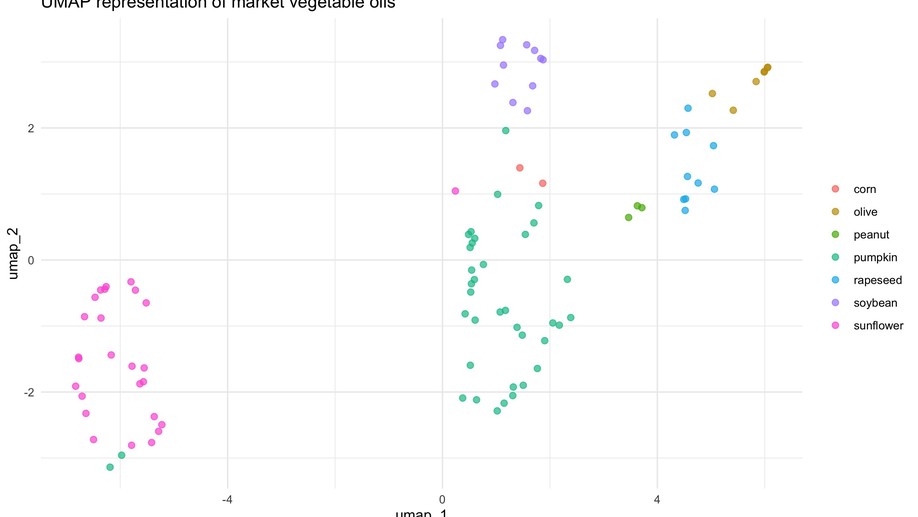 UMAP representation of market vegetable oils
umap_2
2
0
-2
-4
0
4
umap_1
corn
olive
peanut
pumpkin
rapeseed
soybean
sunflower